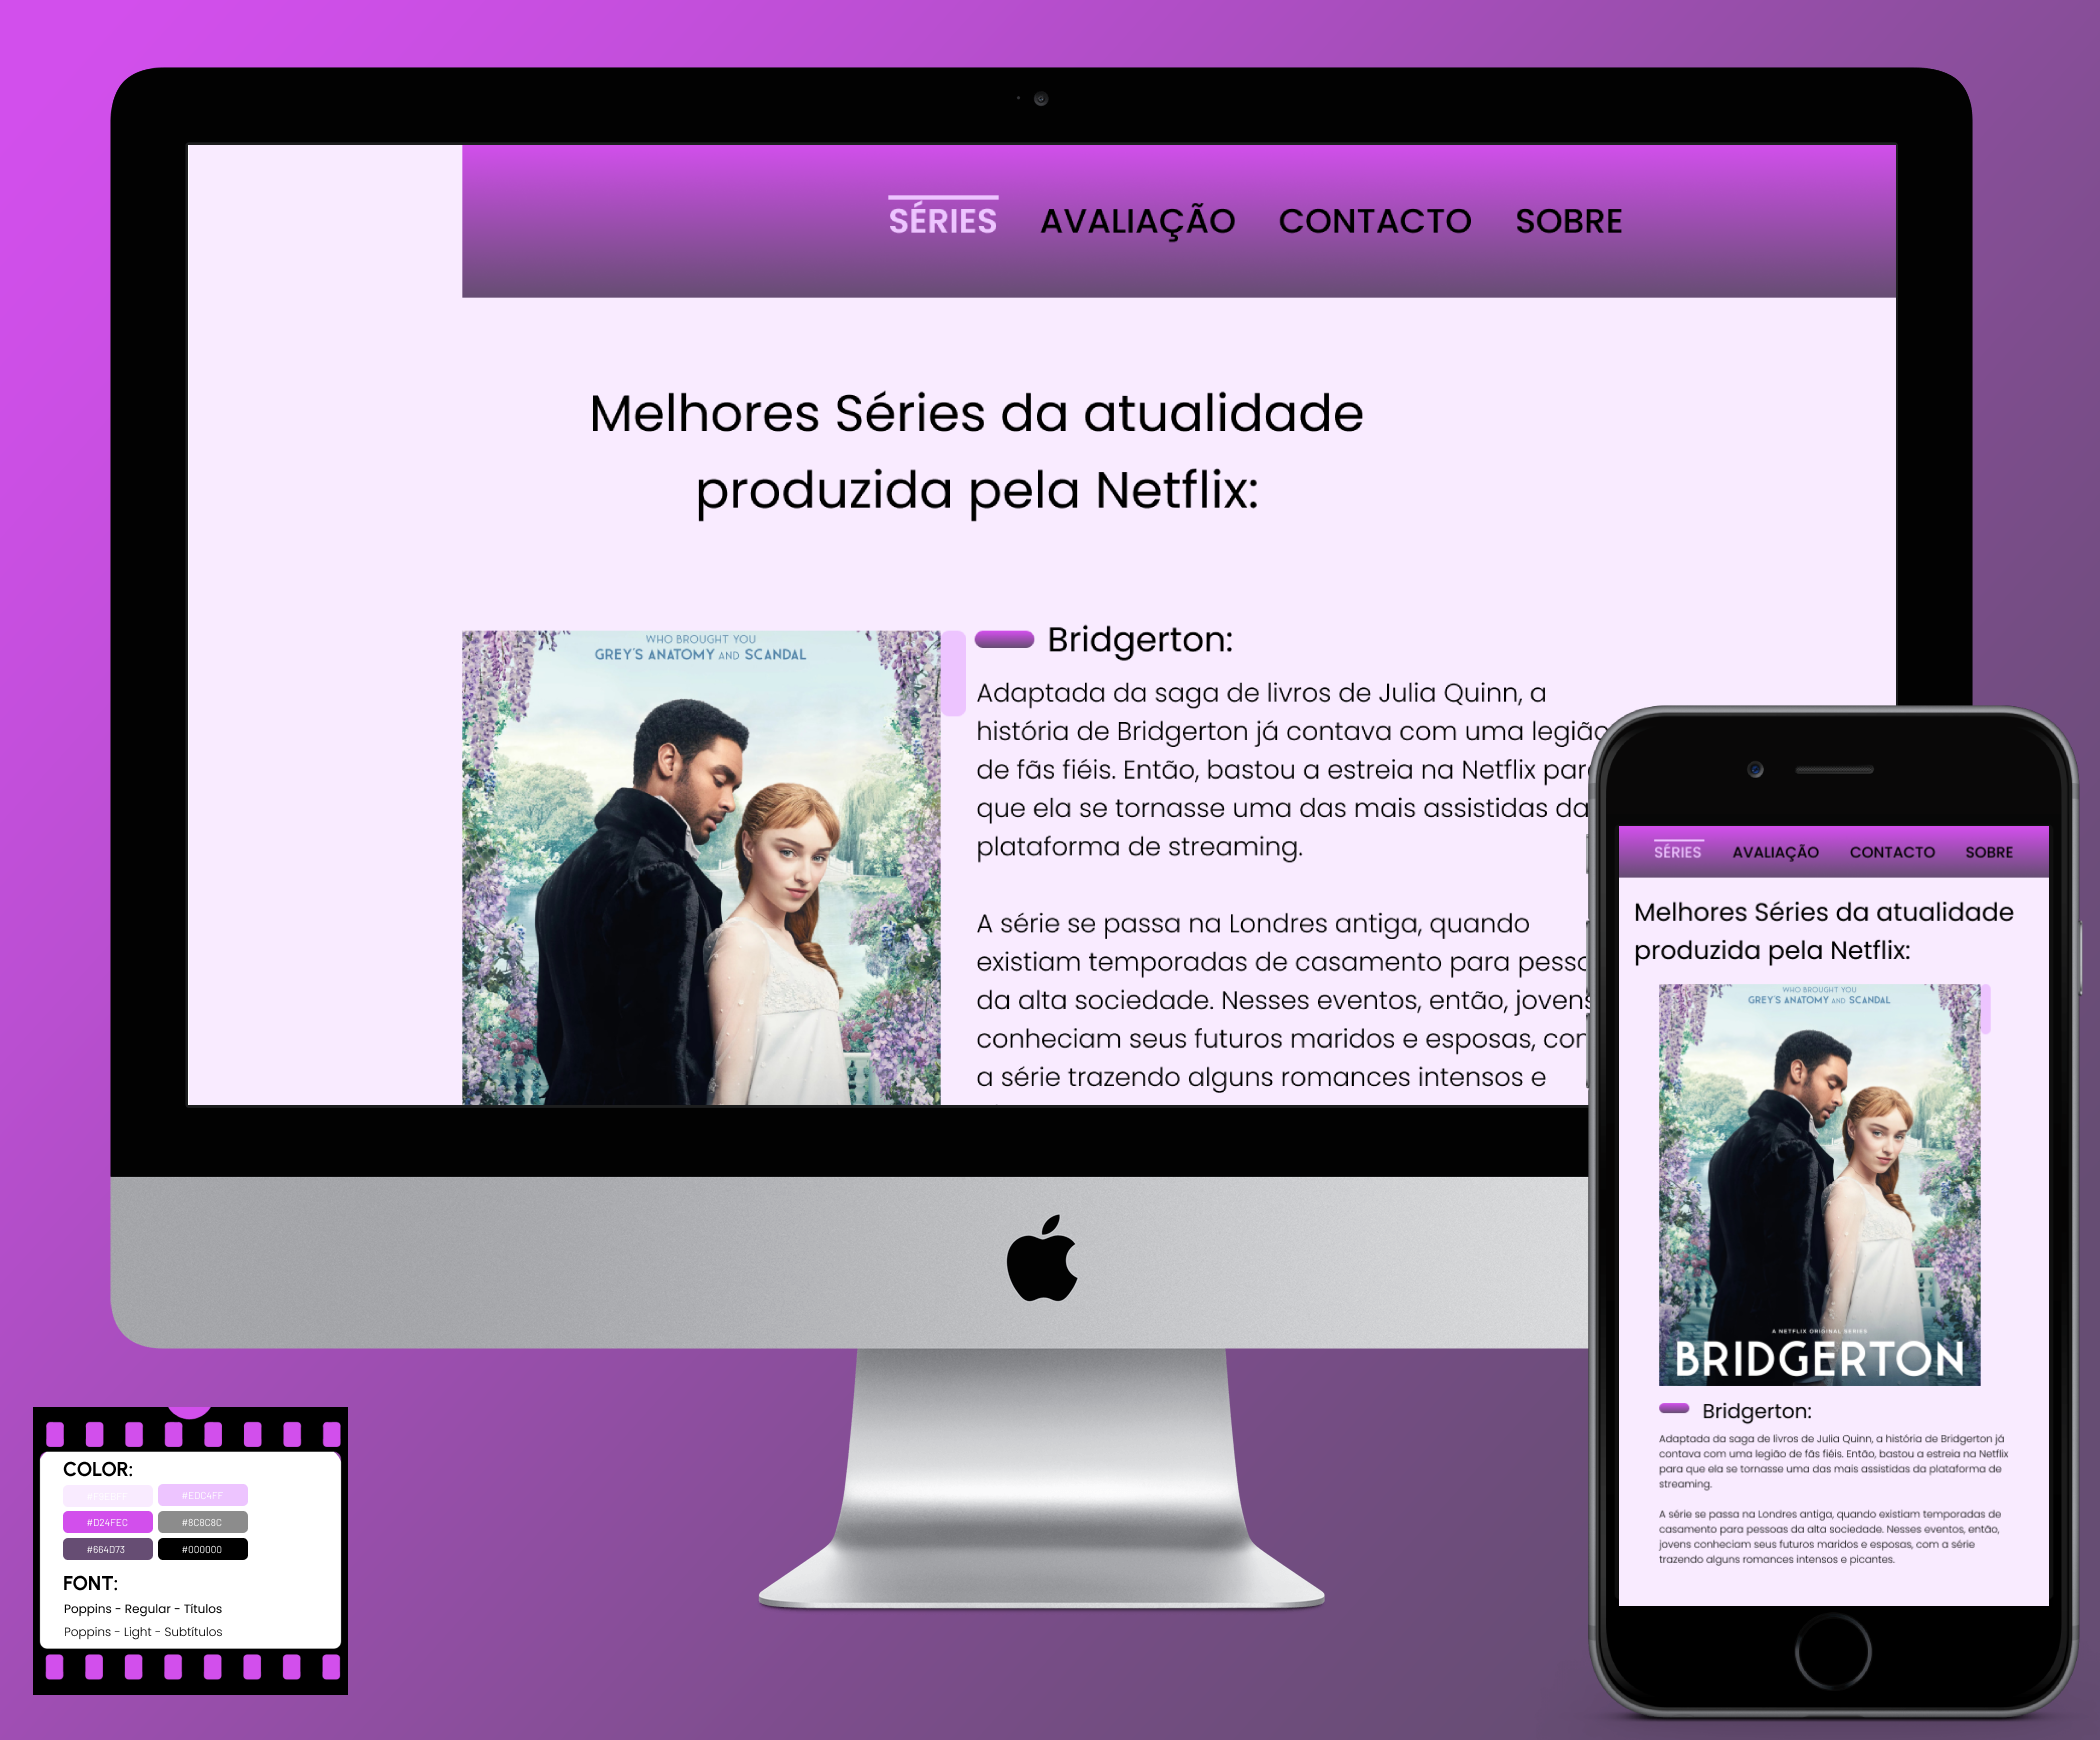 SÉRIES AVALIAÇÃO CONTACTO SOBRE
Melhores Séries da atualidade
produzida pela Netflix:
WHO BROUGHT YOU
GREY'S ANATOMY AND SCANDAL
Bridgerton:
Adaptada da saga de livros de Julia Quinn, a
história de Bridgerton já contava com uma legião
de fãs fiéis. Então, bastou a estreia na Netflix para
que ela se tornasse uma das mais assistidas da
plataforma de streaming.
A série se passa na Londres antiga, quando
existiam temporadas de casamento para pesso
da alta sociedade. Nesses eventos, então, jovens
conheciam seus futuros maridos e esposas, com
a série trazendo alguns romances intensos e
SÉRIES AVALIAÇÃO CONTACTO SOBRE
Melhores Séries da atualidade
produzida pela Netflix:
WHO BROUGHT YOU
GREY'S ANATOMY AND SCANDAL
A NETFLIX ORIGINAL SERIES
BRIDGERTON
Bridgerton:
Adaptada da saga de livros de Julia Quinn, a história de Bridgerton já
contava com uma legião de fãs fiéis. Então, bastou a estreia na Netflix
para que ela se tornasse uma das mais assistidas da plataforma de
streaming.
A série se passa na Londres antiga, quando existiam temporadas de
casamento para pessoas da alta sociedade. Nesses eventos, então,
jovens conheciam seus futuros maridos e esposas, com a série
trazendo alguns romances intensos e picantes.
COLOR:
#EDC4FF
#D24FEC #8C8C8C
#664D73 #000000
FONT:
Poppins - Regular - Títulos
Poppins - Light - Subtítulos